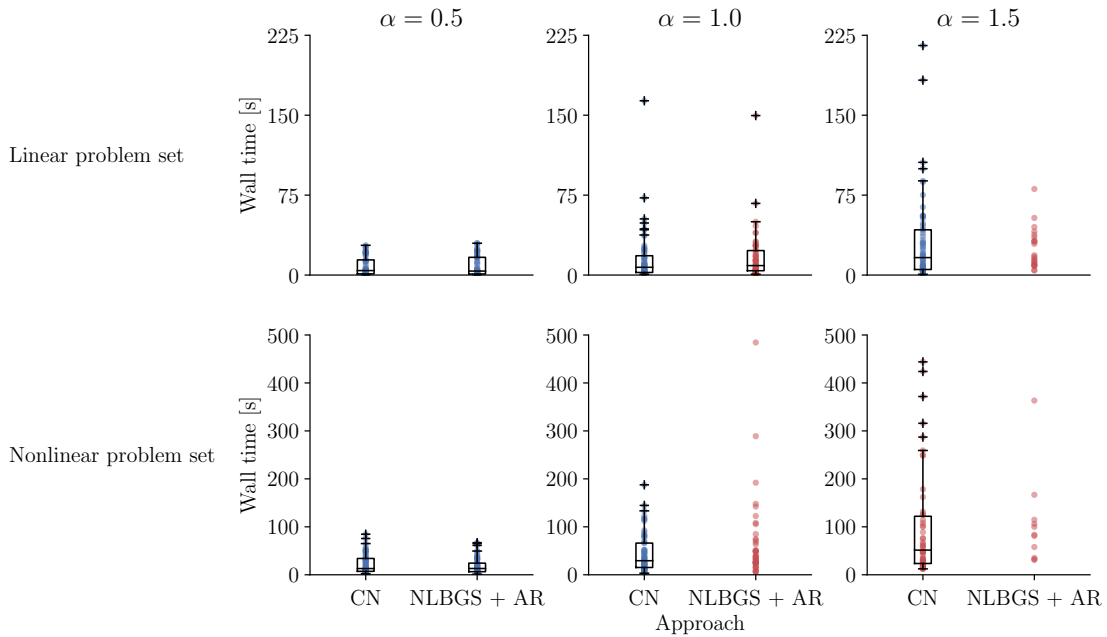 α = 0.5
α = 1.0
α = 1.5
Linear problem set
Wall time [s]
225
150
75
0
225
150
75
0
225
150
75
0
Nonlinear problem set
Wall time [s]
500
400
300
200
100
0
500
400
300
200
100
0
500
400
300
200
100
0
CN
NLBGS + AR
CN
NLBGS + AR
CN
NLBGS + AR
Approach